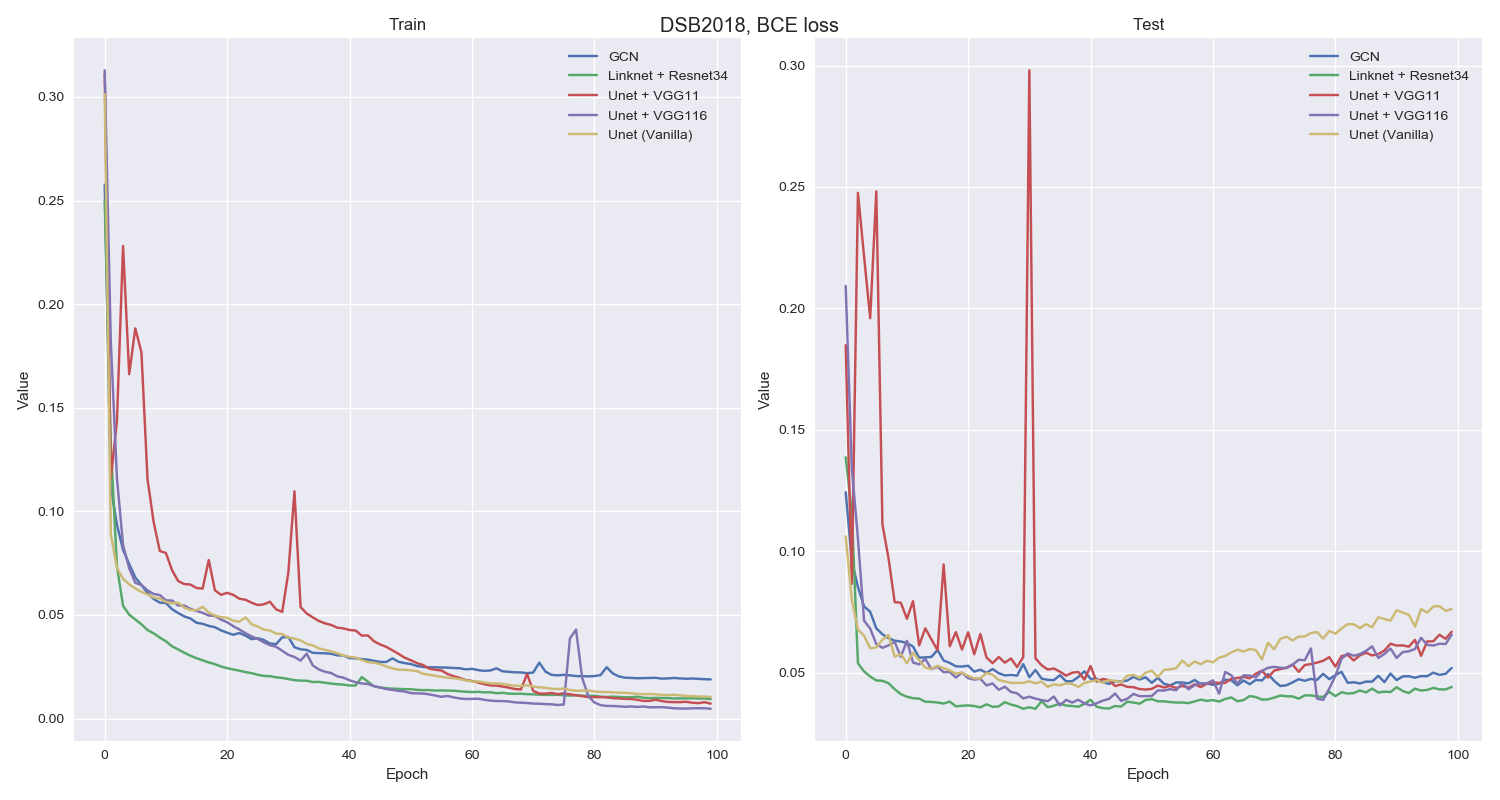 DSB2018, BCE loss
Train
GCN
Linknet + Resnet34
Unet + VGG11
Unet + VGG116
Unet (Vanilla)
0.30
0.25
0.20
0.15
0.10
0.05
0.00
Value
0
20
40
60
80
100
Epoch
Test
GCN
Linknet + Resnet34
Unet + VGG11
Unet + VGG116
Unet (Vanilla)
0.30
0.25
0.20
0.15
0.10
0.05
Value
0
20
40
60
80
100
Epoch